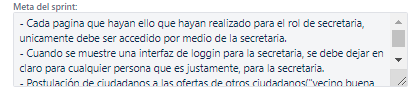 Meta del sprint:
- Cada pagina que hayan ello que hayan realizado para el rol de secretaria,
unicamente debe ser accedido por medio de la secretaria.
- Cuando se muestre una interfaz de loggin para la secretaria, se debe dejar en
claro para cualquier persona que es justamente, para la secretaria.
- Postulación de ciudadanos a las ofertas de otros ciudadanos("vecino buena